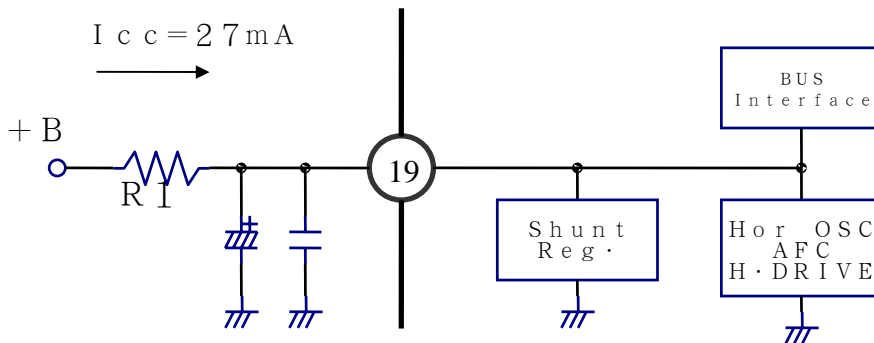 Icc=27mA
+B
R1
+
19
BUS
Interface
Shunt
Reg.
Hor OSC
AFC
H·DRIVE